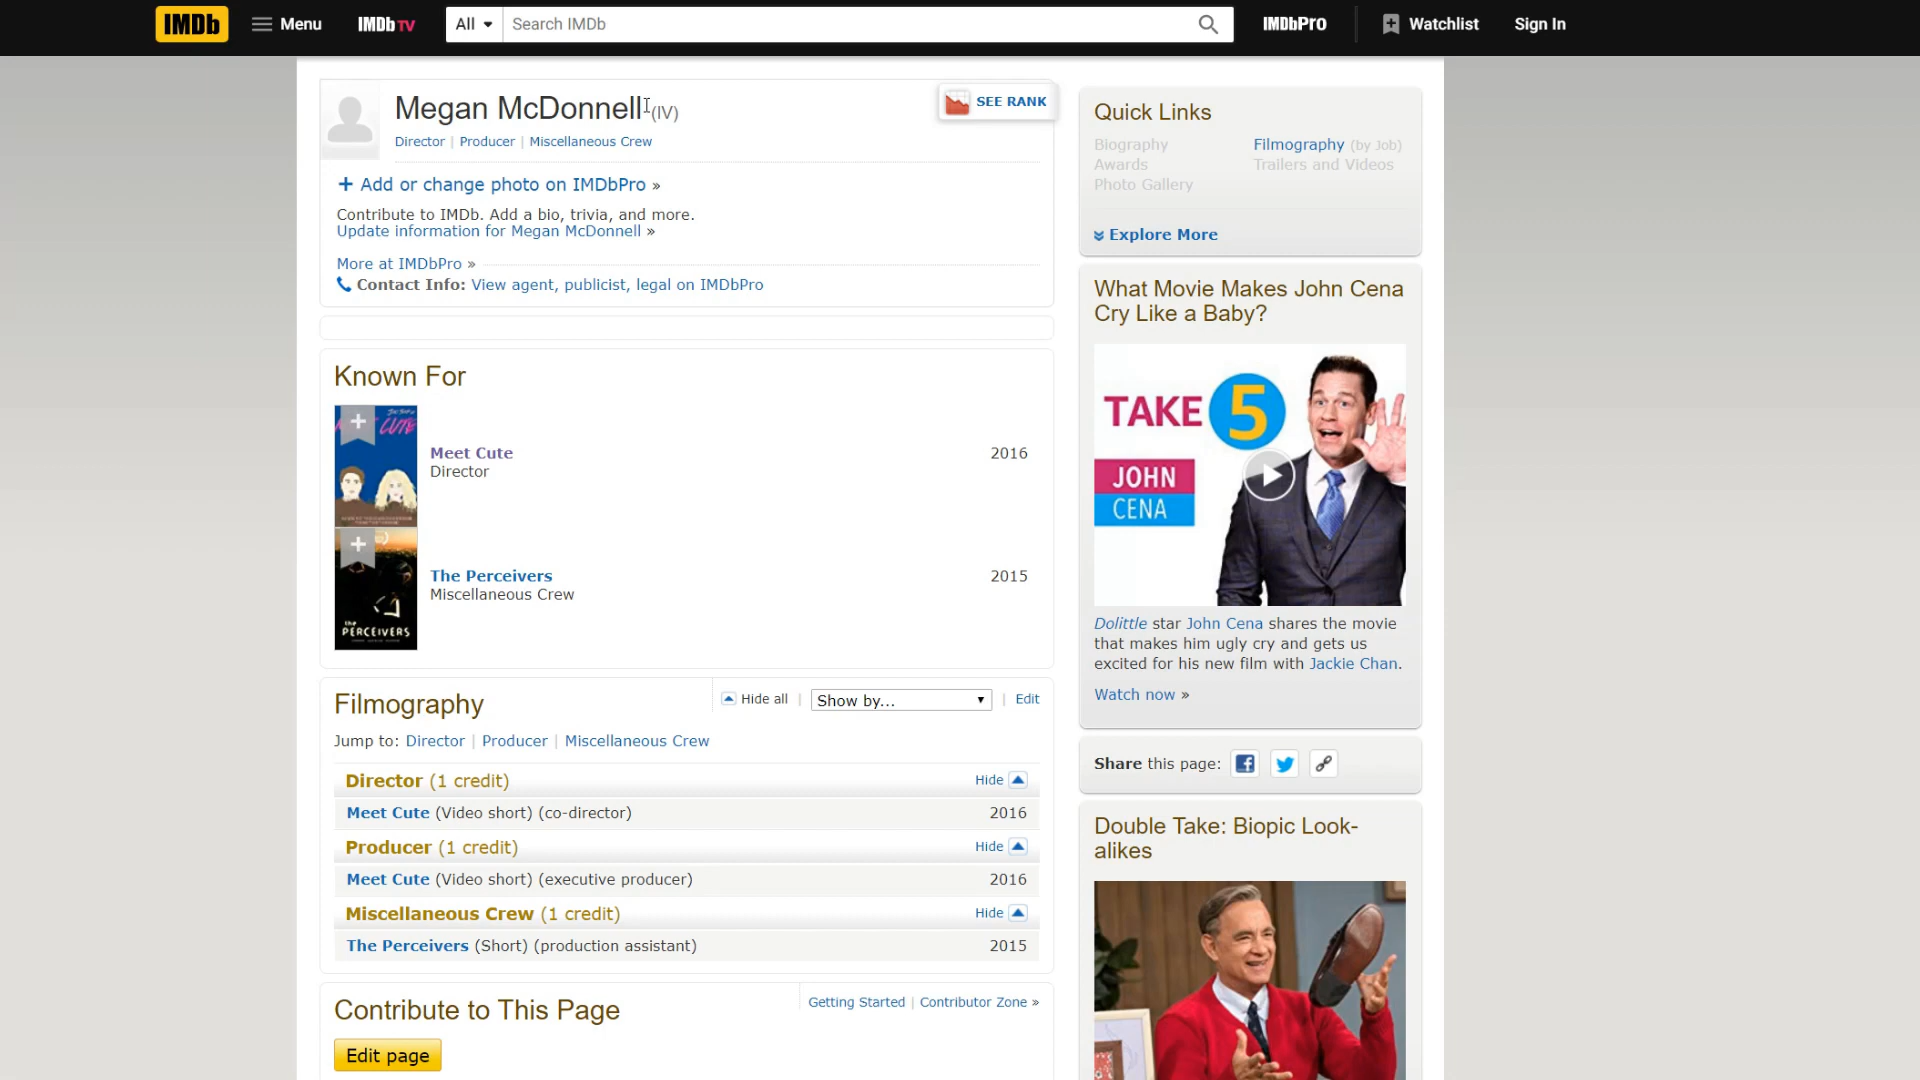 IMDb
Menu
IMDb TV
All
Search IMDb
IMDbPro
Watchlist
Sign In
Megan McDonnell (IV)
Director | Producer | Miscellaneous Crew
SEE RANK
+ Add or change photo on IMDbPro »
Contribute to IMDb. Add a bio, trivia, and more.
Update information for Megan McDonnell »
More at IMDbPro »
Contact Info: View agent, publicist, legal on IMDbPro
Known For
Meet Cute
Director
2016
The Perceivers
Miscellaneous Crew
2015
the
PERCEIVERS
Filmography
Hide all | Show by... | Edit
Jump to: Director | Producer | Miscellaneous Crew
Director (1 credit) Hide
Meet Cute (Video short) (co-director) 2016
Producer (1 credit) Hide
Meet Cute (Video short) (executive producer) 2016
Miscellaneous Crew (1 credit) Hide
The Perceivers (Short) (production assistant) 2015
Contribute to This Page
Getting Started | Contributor Zone »
Edit page
Quick Links
Biography
Awards
Photo Gallery
Filmography (by Job)
Trailers and Videos
Explore More
What Movie Makes John Cena
Cry Like a Baby?
TAKE 5
JOHN
CENA
Dolittle star John Cena shares the movie
that makes him ugly cry and gets us
excited for his new film with Jackie Chan.
Watch now »
Share this page:
Double Take: Biopic Look-
alikes